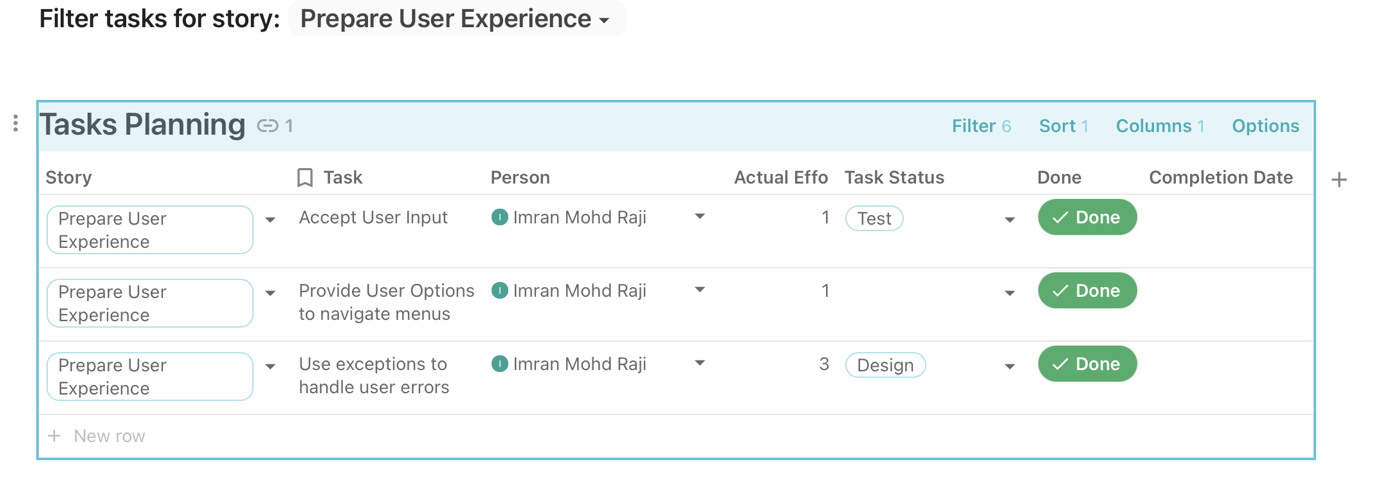 Filter tasks for story: Prepare User Experience
Tasks Planning 1 Filter 6 Sort 1 Columns 1 Options
Story Task Person Actual Effo Task Status Done Completion Date
Prepare User Experience Accept User Input I Imran Mohd Raji 1 Test Done
Prepare User Experience Provide User Options to navigate menus I Imran Mohd Raji 1 Done
Prepare User Experience Use exceptions to handle user errors I Imran Mohd Raji 3 Design Done
+ New row